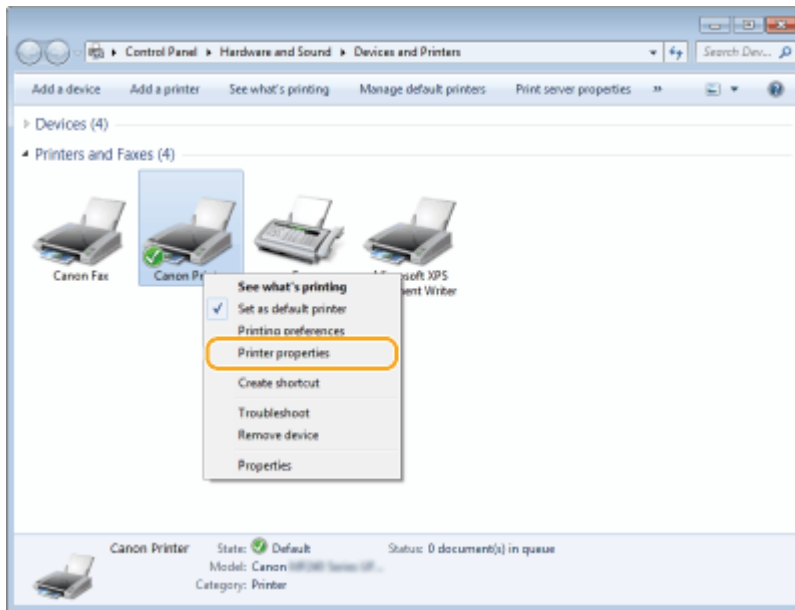 Control Panel ▸ Hardware and Sound ▸ Devices and Printers
Search Dev...
Add a device Add a printer See what's printing Manage default printers Print server properties »
Devices (4)
Printers and Faxes (4)
Canon Fax
Canon
See what's printing
Set as default printer
Printing preferences
Printer properties
Create shortcut
Troubleshoot
Remove device
Properties
XPS
Writer
Canon Printer
State: Default
Status: 0 document(s) in queue
Model: Canon
Category: Printer